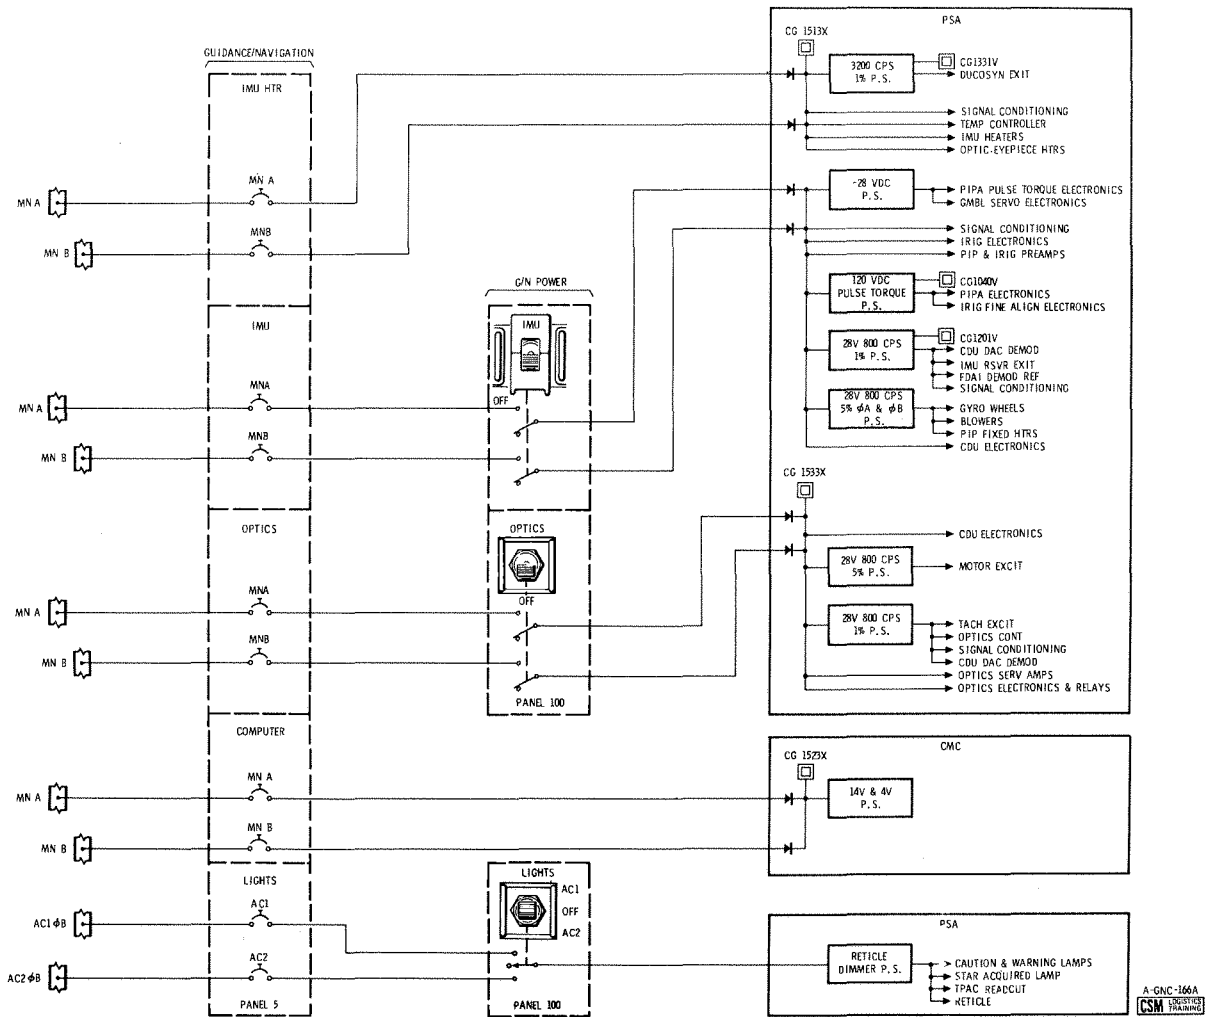 PSA
CG 1513X
GUIDANCE/NAVIGATION
IMU HTR
3200 CPS
1% P.S.
CG1331V
DUCOSYN EXIT
SIGNAL CONDITIONING
TEMP CONTROLLER
IMU HEATERS
OPTIC-EYEPIECE HTRS
MN A
MN A
MN B
MNB
-28 VDC
P.S.
PIPA PULSE TORQUE ELECTRONICS
GMBL SERVO ELECTRONICS
SIGNAL CONDITIONING
IRIG ELECTRONICS
PIP & IRIG PREAMPS
G/N POWER
120 VDC
PULSE TORQUE
P.S.
CG1040V
PIPA ELECTRONICS
IRIG FINE ALIGN ELECTRONICS
IMU
IMU
28V 800 CPS
1% P.S.
CG1201V
CDU DAC DEMOD
IMU RSVR EXIT
FDAI DEMOD REF
SIGNAL CONDITIONING
MN A
MNA
OFF
28V 800 CPS
5% ϕA & ϕB
P.S.
GYRO WHEELS
BLOWERS
PIP FIXED HTRS
CDU ELECTRONICS
MN B
MNB
CG 1533X
OPTICS
OPTICS
OFF
CDU ELECTRONICS
28V 800 CPS
5% P.S.
MOTOR EXCIT
MN A
MNA
28V 800 CPS
1% P.S.
TACH EXCIT
OPTICS CONT
SIGNAL CONDITIONING
CDU DAC DEMOD
OPTICS SERV AMPS
OPTICS ELECTRONICS & RELAYS
MN B
MNB
PANEL 100
COMPUTER
CMC
CG 1523X
MN A
MN A
14V & 4V
P.S.
MN B
MN B
LIGHTS
LIGHTS
AC1
OFF
AC2
AC1 ϕB
AC1
PSA
AC2 ϕB
AC2
RETICLE
DIMMER P.S.
CAUTION & WARNING LAMPS
STAR ACQUIRED LAMP
TPAC READOUT
RETICLE
PANEL 5
PANEL 100
A-GNC-166A
CSM LOGISTICS TRAINING